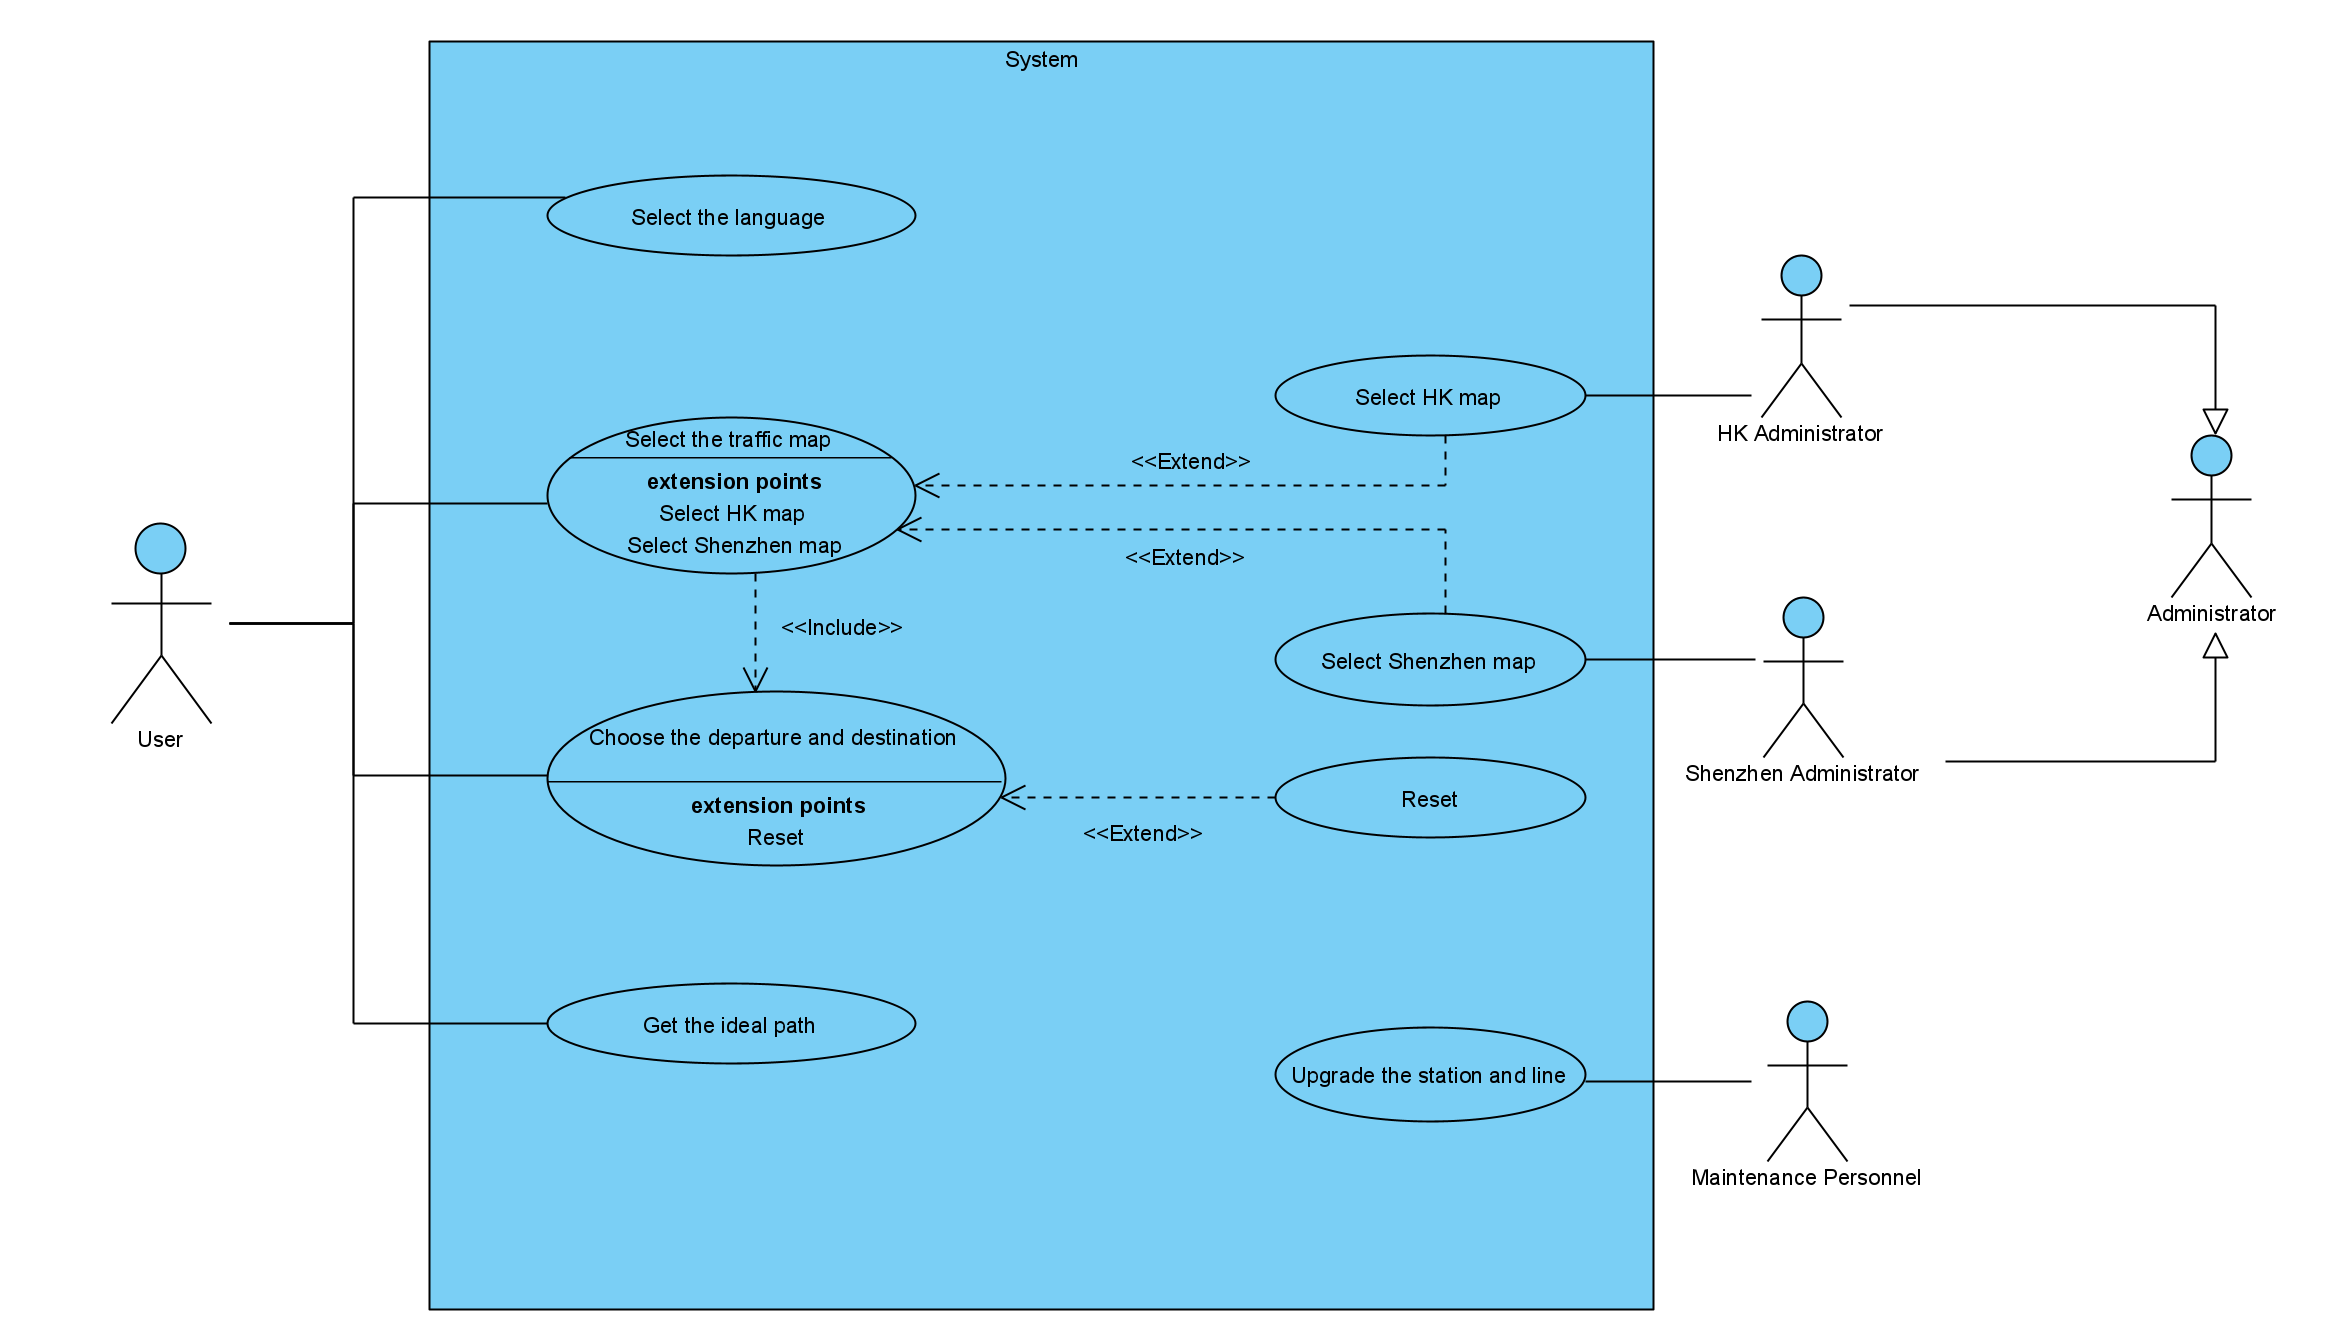 System
Select the language
Select the traffic map
extension points
Select HK map
Select Shenzhen map
<<Include>>
Choose the departure and destination
extension points
Reset
Get the ideal path
<<Extend>>
<<Extend>>
<<Extend>>
Select HK map
Select Shenzhen map
Reset
Upgrade the station and line
User
HK Administrator
Administrator
Shenzhen Administrator
Maintenance Personnel